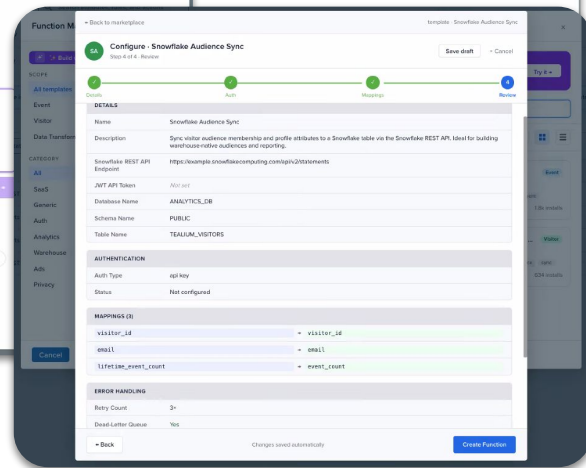 ← Back to marketplace
template · Snowflake Audience Sync
SA
Configure · Snowflake Audience Sync
Step 4 of 4 · Review
Save draft
× Cancel
Details
Auth
Mappings
4
Review
DETAILS
Name Snowflake Audience Sync
Description Sync visitor audience membership and profile attributes to a Snowflake table via the Snowflake REST API. Ideal for building
warehouse-native audiences and reporting.
Snowflake REST API https://example.snowflakecomputing.com/api/v2/statements
Endpoint
JWT API Token Not set
Database Name ANALYTICS_DB
Schema Name PUBLIC
Table Name TEALIUM_VISITORS
AUTHENTICATION
Auth Type api key
Status Not configured
MAPPINGS (3)
visitor_id → visitor_id
email → email
lifetime_event_count → event_count
ERROR HANDLING
Retry Count 3×
Dead-Letter Queue Yes
← Back
Changes saved automatically
Create Function
Function M
Build
SCOPE
All templates
Event
Visitor
Data Transform
CATEGORY
All
SaaS
Generic
Auth
Analytics
Warehouse
Ads
Privacy
Cancel
×
Try it →
Event
Visitor
sync